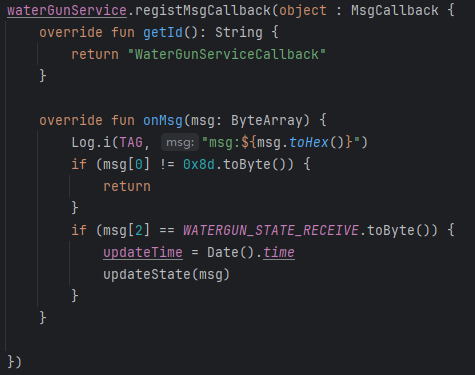 waterGunService.registMsgCallback(object : MsgCallback {
    override fun getId(): String {
        return "WaterGunServiceCallback"
    }

    override fun onMsg(msg: ByteArray) {
        Log.i(TAG, msg: "msg:${msg.toHex()}")
        if (msg[0] != 0x8d.toByte()) {
            return
        }
        if (msg[2] == WATERGUN_STATE_RECEIVE.toByte()) {
            updateTime = Date().time
            updateState(msg)
        }
    }

})